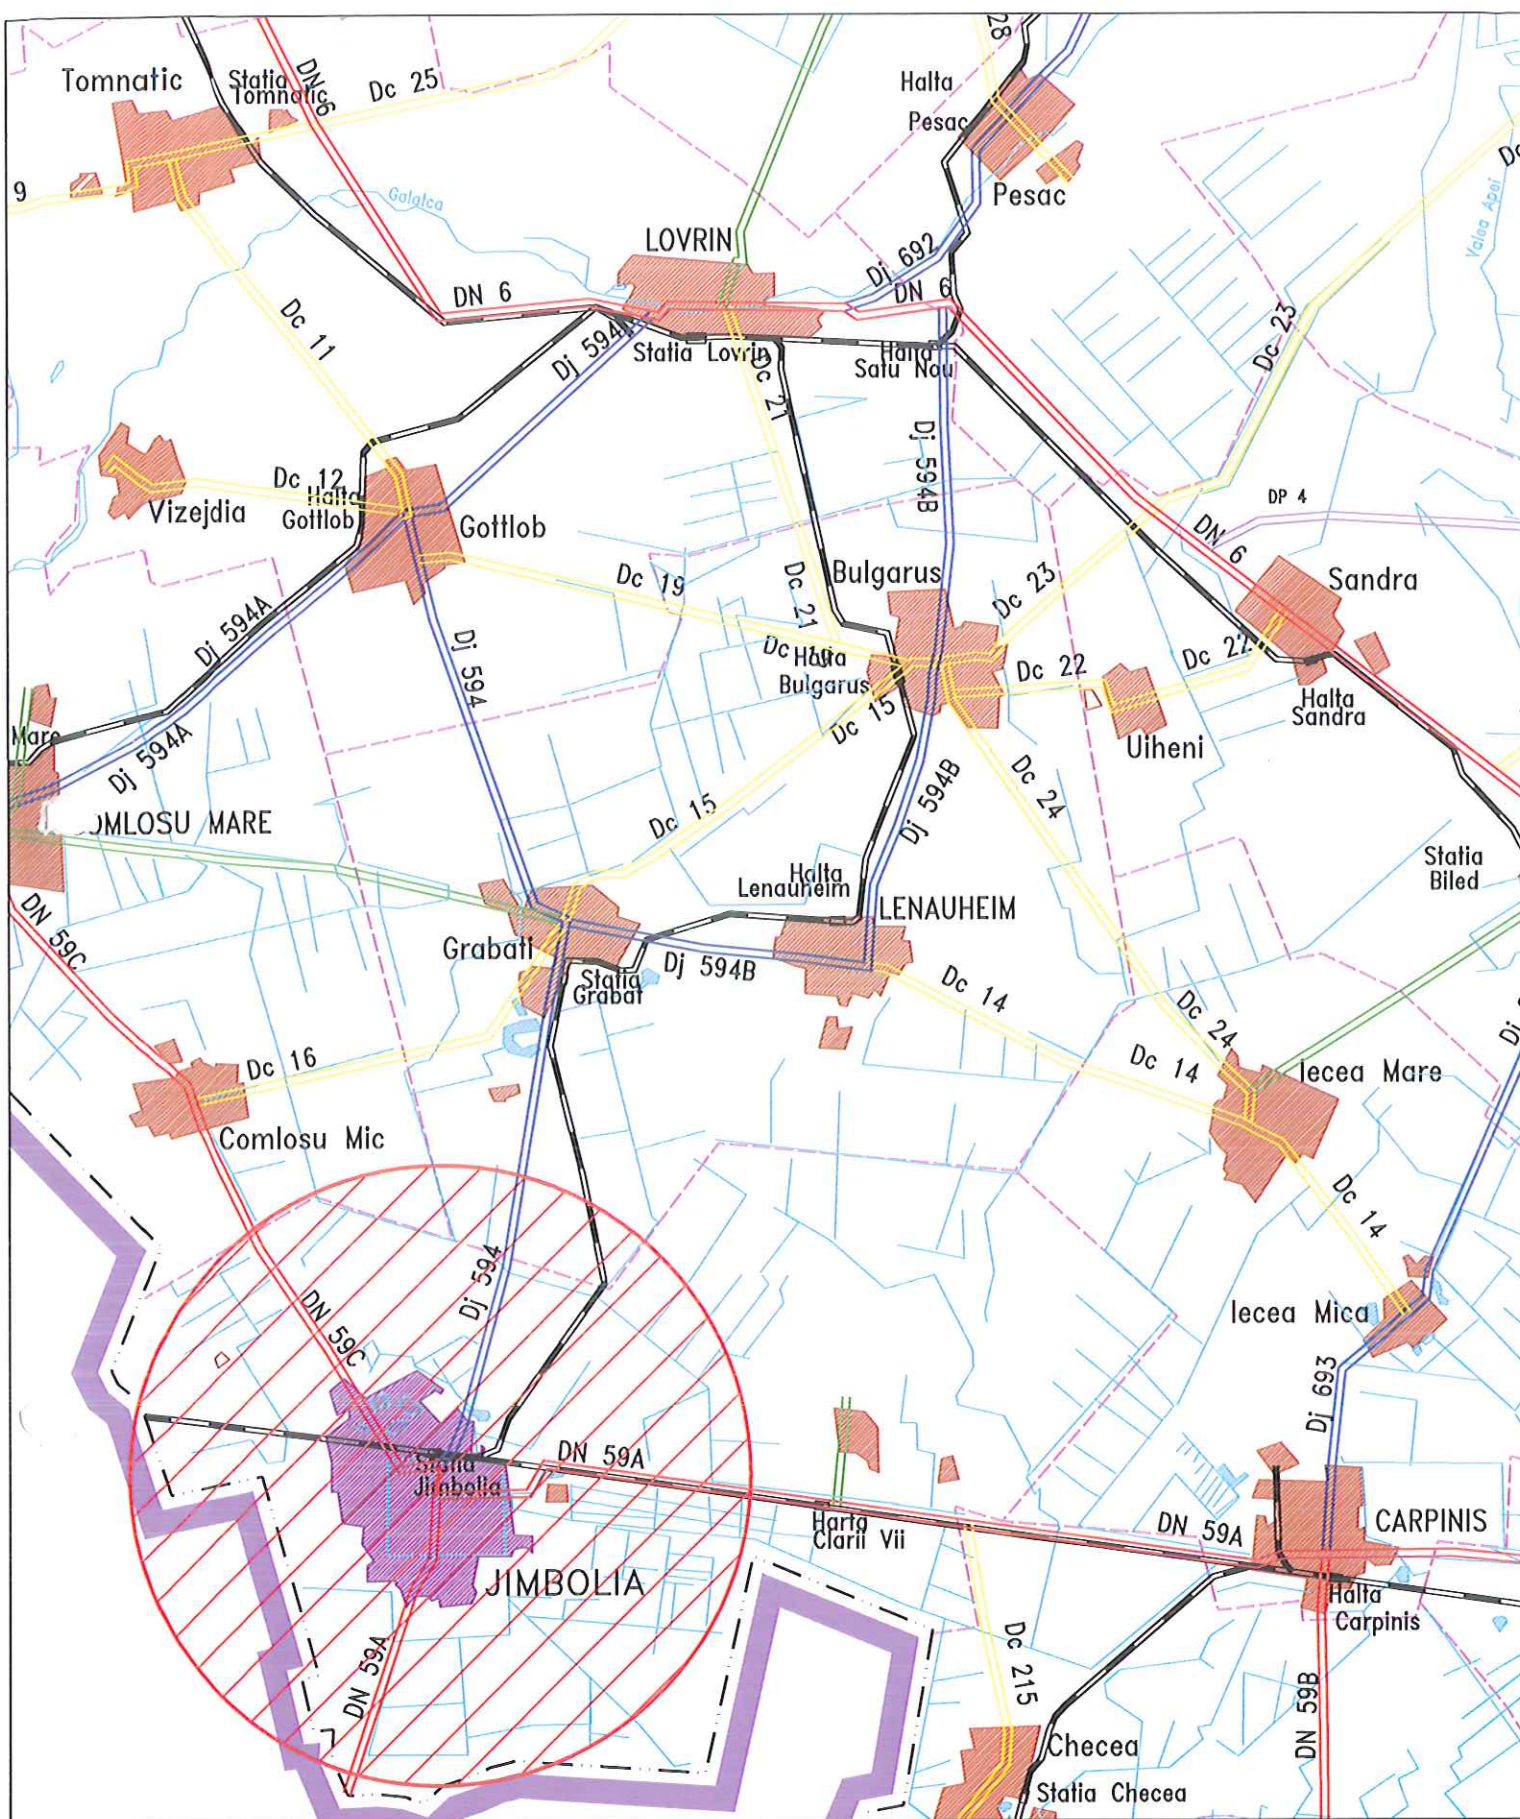 28
Tomnatic
Statia
Tomnatic
DN 6
Dc 25
Halta
Pesac
Pesac
9
Galatca
Valea Apei
LOVRIN
Dj 692
DN 6
DN 6
Dc 11
Dj 594A
Statia Lovrin
Halta
Satu Nou
Dc 21
Dc 23
Dj 594B
Dc 12
Halta
Gottlob
Vizejdia
Gottlob
DP 4
DN 6
Dc 19
Dc 21
Bulgarus
Dc 23
Sandra
Dj 594A
Dj 594
Halta
Bulgarus
Dc 22
Dc 22
Halta
Sandra
Uiheni
Mare
Dj 594A
Dc 15
Dc 24
Dj 594B
Dc 15
OMLOSU MARE
Halta
Lenauheim
Statia
Biled
LENAUHEIM
DN 59C
Grabati
Statia
Grabat
Dj 594B
Dc 14
Dc 24
Dc 16
Dc 14
Iecea Mare
Comlosu Mic
Dc 14
Dj 594
DN 59C
Iecea Mica
Dj 693
Statia
Jimbolia
DN 59A
Harta
Clarii Vii
DN 59A
CARPINIS
JIMBOLIA
Halta
Carpinis
DN 59A
Dc 215
DN 59B
Checea
Statia Checea